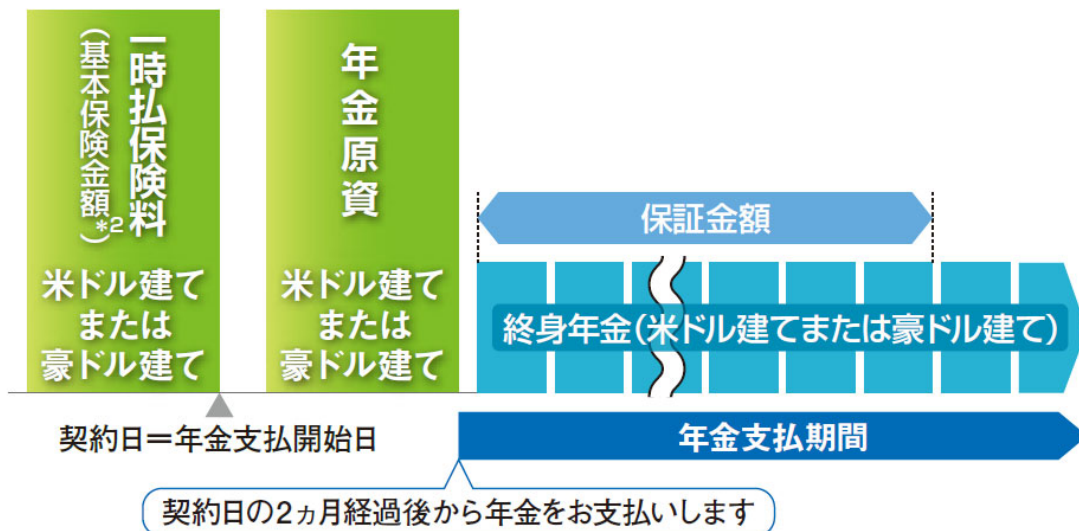 一時払保険料
（基本保険金額*2）
米ドル建て
または
豪ドル建て
年金原資
米ドル建て
または
豪ドル建て
保証金額
終身年金（米ドル建てまたは豪ドル建て）
契約日＝年金支払開始日
年金支払期間
契約日の2ヵ月経過後から年金をお支払いします